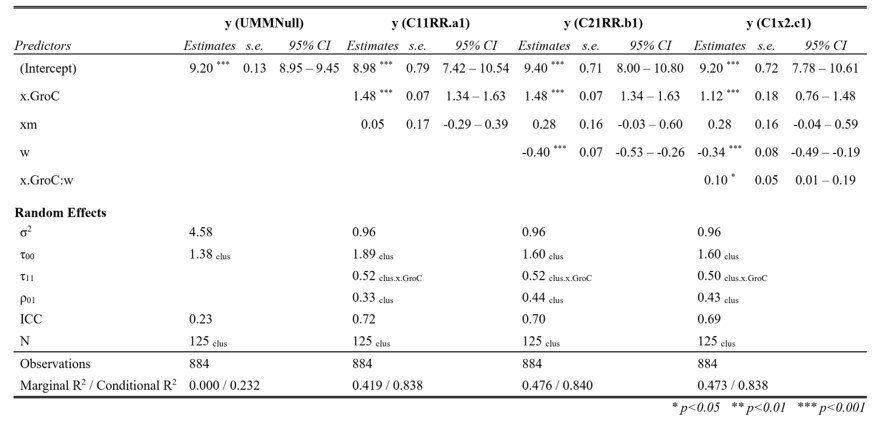 y (UMMNull) y (C11RR.a1) y (C21RR.b1) y (C1x2.c1)
Predictors Estimates s.e. 95% CI Estimates s.e. 95% CI Estimates s.e. 95% CI Estimates s.e. 95% CI
(Intercept) 9.20 *** 0.13 8.95 – 9.45 8.98 *** 0.79 7.42 – 10.54 9.40 *** 0.71 8.00 – 10.80 9.20 *** 0.72 7.78 – 10.61
x.GroC 1.48 *** 0.07 1.34 – 1.63 1.48 *** 0.07 1.34 – 1.63 1.12 *** 0.18 0.76 – 1.48
xm 0.05 0.17 -0.29 – 0.39 0.28 0.16 -0.03 – 0.60 0.28 0.16 -0.04 – 0.59
w -0.40 *** 0.07 -0.53 – -0.26 -0.34 *** 0.08 -0.49 – -0.19
x.GroC:w 0.10 * 0.05 0.01 – 0.19
Random Effects
σ² 4.58 0.96 0.96 0.96
τ₀₀ 1.38 clus 1.89 clus 1.60 clus 1.60 clus
τ₁₁ 0.52 clus.x.GroC 0.52 clus.x.GroC 0.50 clus.x.GroC
ρ₀₁ 0.33 clus 0.44 clus 0.43 clus
ICC 0.23 0.72 0.70 0.69
N 125 clus 125 clus 125 clus 125 clus
Observations 884 884 884 884
Marginal R² / Conditional R² 0.000 / 0.232 0.419 / 0.838 0.476 / 0.840 0.473 / 0.838
* p<0.05 ** p<0.01 *** p<0.001